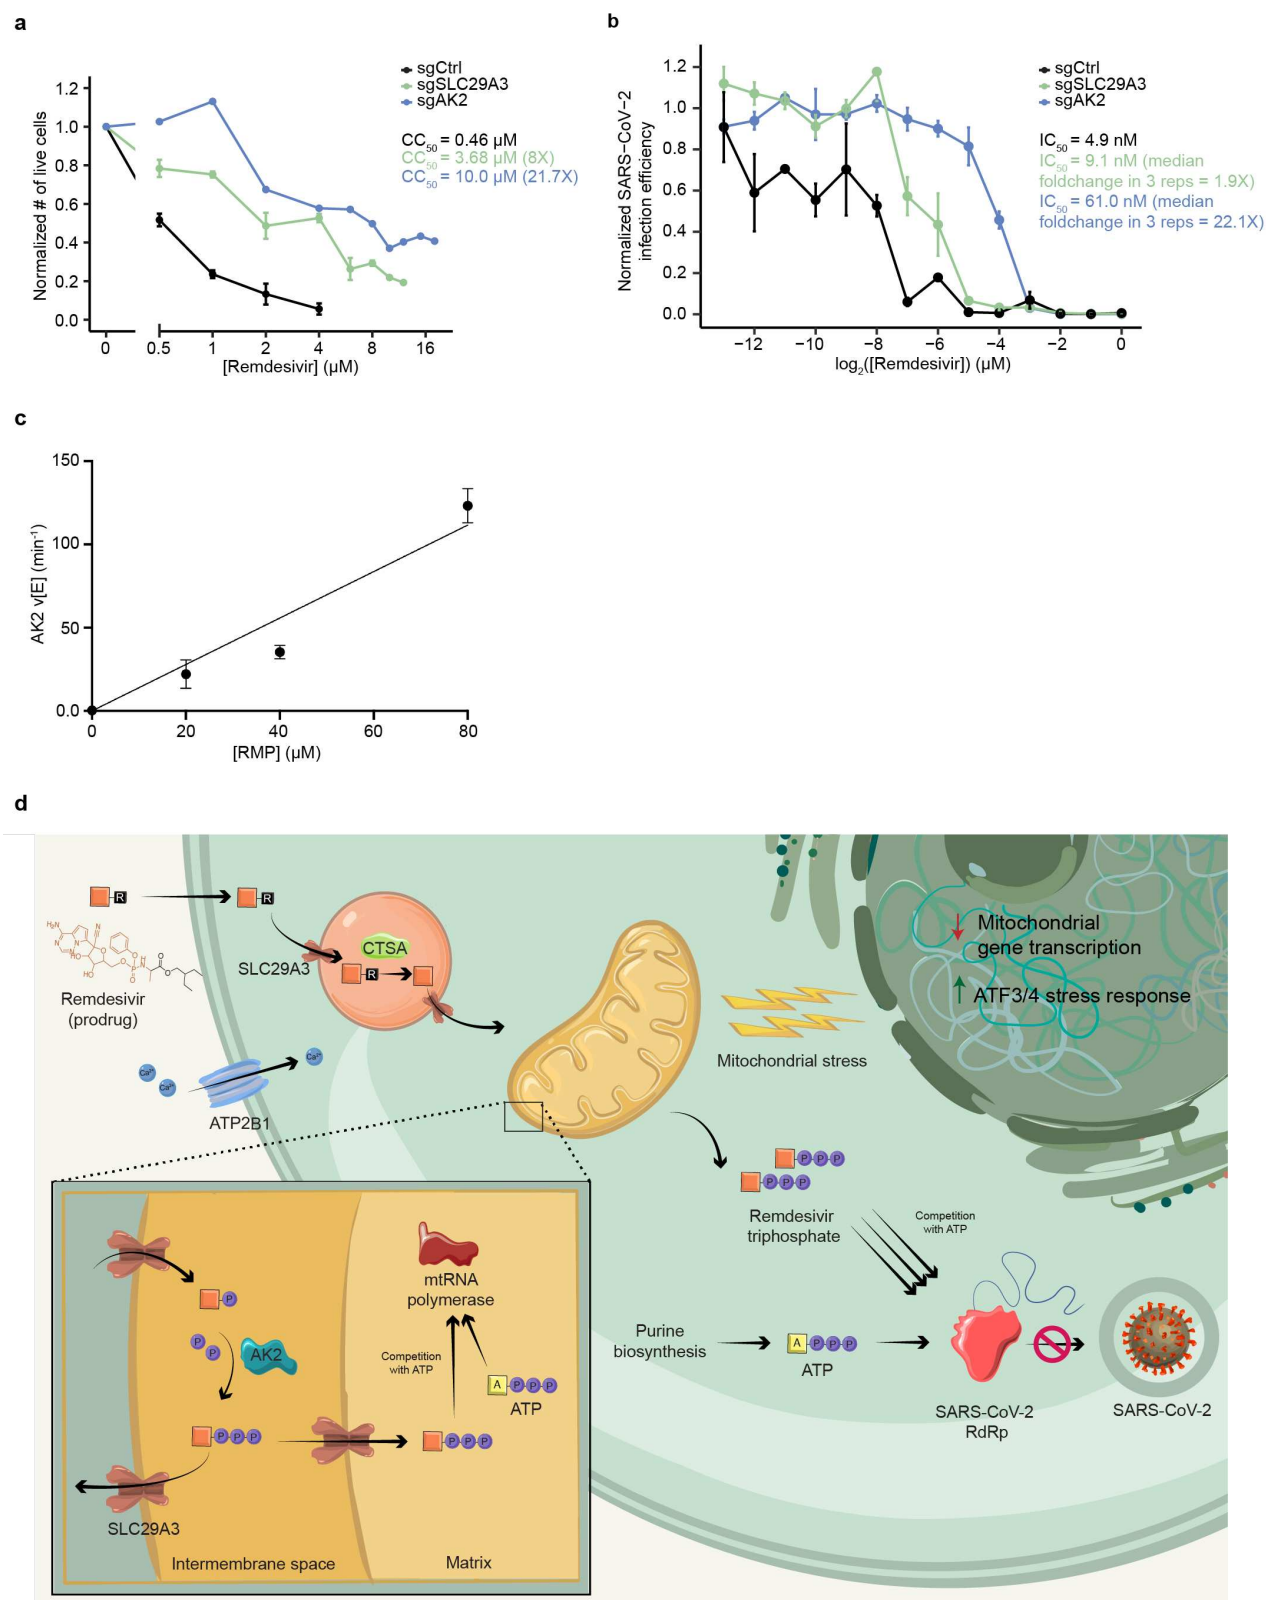 a
1.2
1.0
0.8
0.6
0.4
0.2
0.0
Normalized # of live cells
0 0.5 1 2 4 8 16
[Remdesivir] (µM)
sgCtrl
sgSLC29A3
sgAK2
CC50 = 0.46 µM
CC50 = 3.68 µM (8X)
CC50 = 10.0 µM (21.7X)
b
1.2
1.0
0.8
0.6
0.4
0.2
0.0
Normalized SARS−CoV−2
infection efficiency
−12 −10 −8 −6 −4 −2 0
log2([Remdesivir]) (µM)
sgCtrl
sgSLC29A3
sgAK2
IC50 = 4.9 nM
IC50 = 9.1 nM (median
foldchange in 3 reps = 1.9X)
IC50 = 61.0 nM (median
foldchange in 3 reps = 22.1X)
c
150
100
50
0.0
AK2 v[E] (min-1)
0 20 40 60 80
[RMP] (µM)
d
R
R
H2N
CN
N
O
HO
O
P
O
H
N
O
O
Remdesivir
(prodrug)
SLC29A3
CTSA
R
Ca2+
Ca2+
Ca2+
ATP2B1
Mitochondrial stress
Mitochondrial
gene transcription
ATF3/4 stress response
P P P
P P P
Remdesivir
triphosphate
Competition
with ATP
Purine
biosynthesis
A P P P
ATP
SARS-CoV-2
RdRp
SARS-CoV-2
P
P
P
AK2
P P P
SLC29A3
Intermembrane space
mtRNA
polymerase
Competition
with ATP
A P P P
ATP
P P P
Matrix